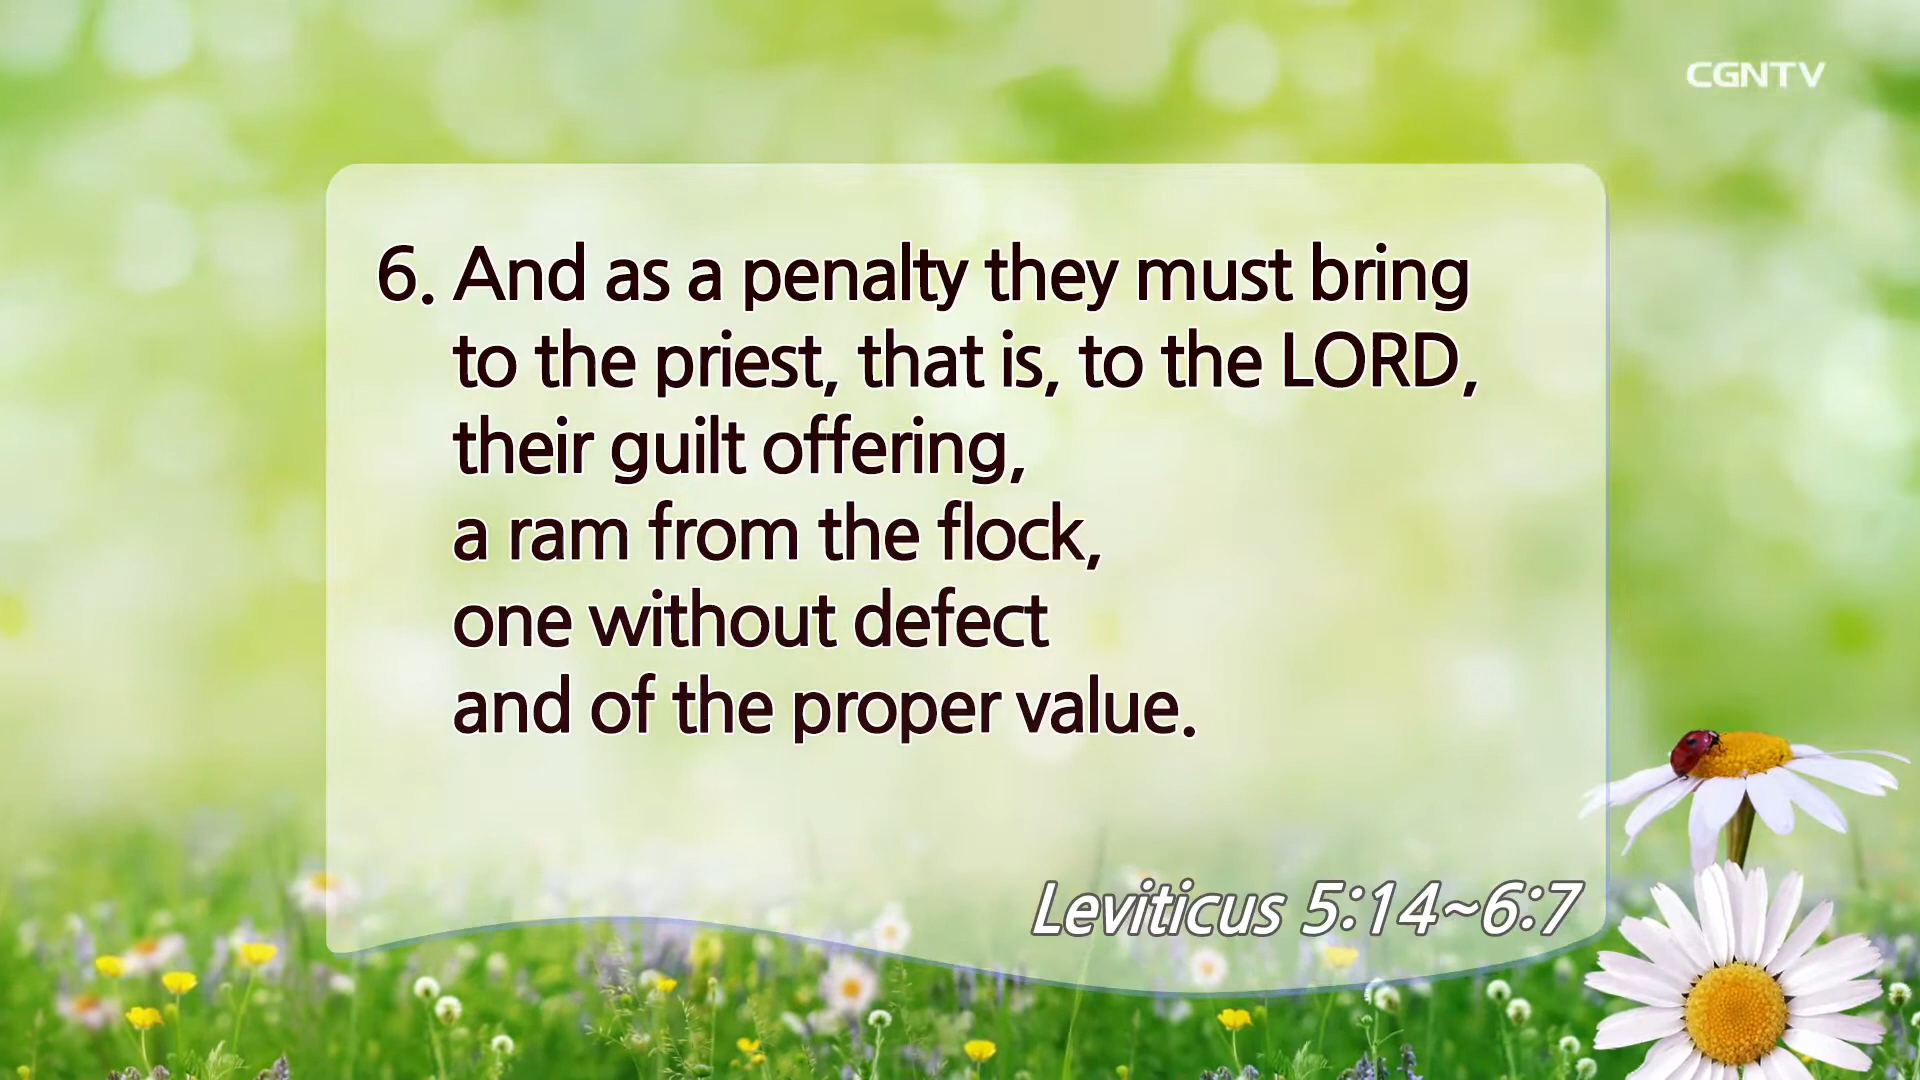 CGNTV
6. And as a penalty they must bring
to the priest, that is, to the LORD,
their guilt offering,
a ram from the flock,
one without defect
and of the proper value.
Leviticus 5:14~6:7